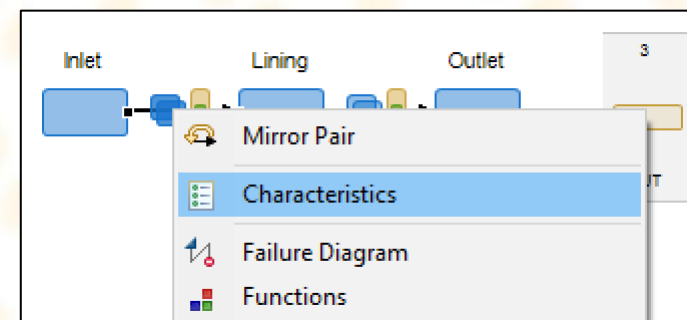 Inlet Lining Outlet 3
Mirror Pair
Characteristics
Failure Diagram
Functions